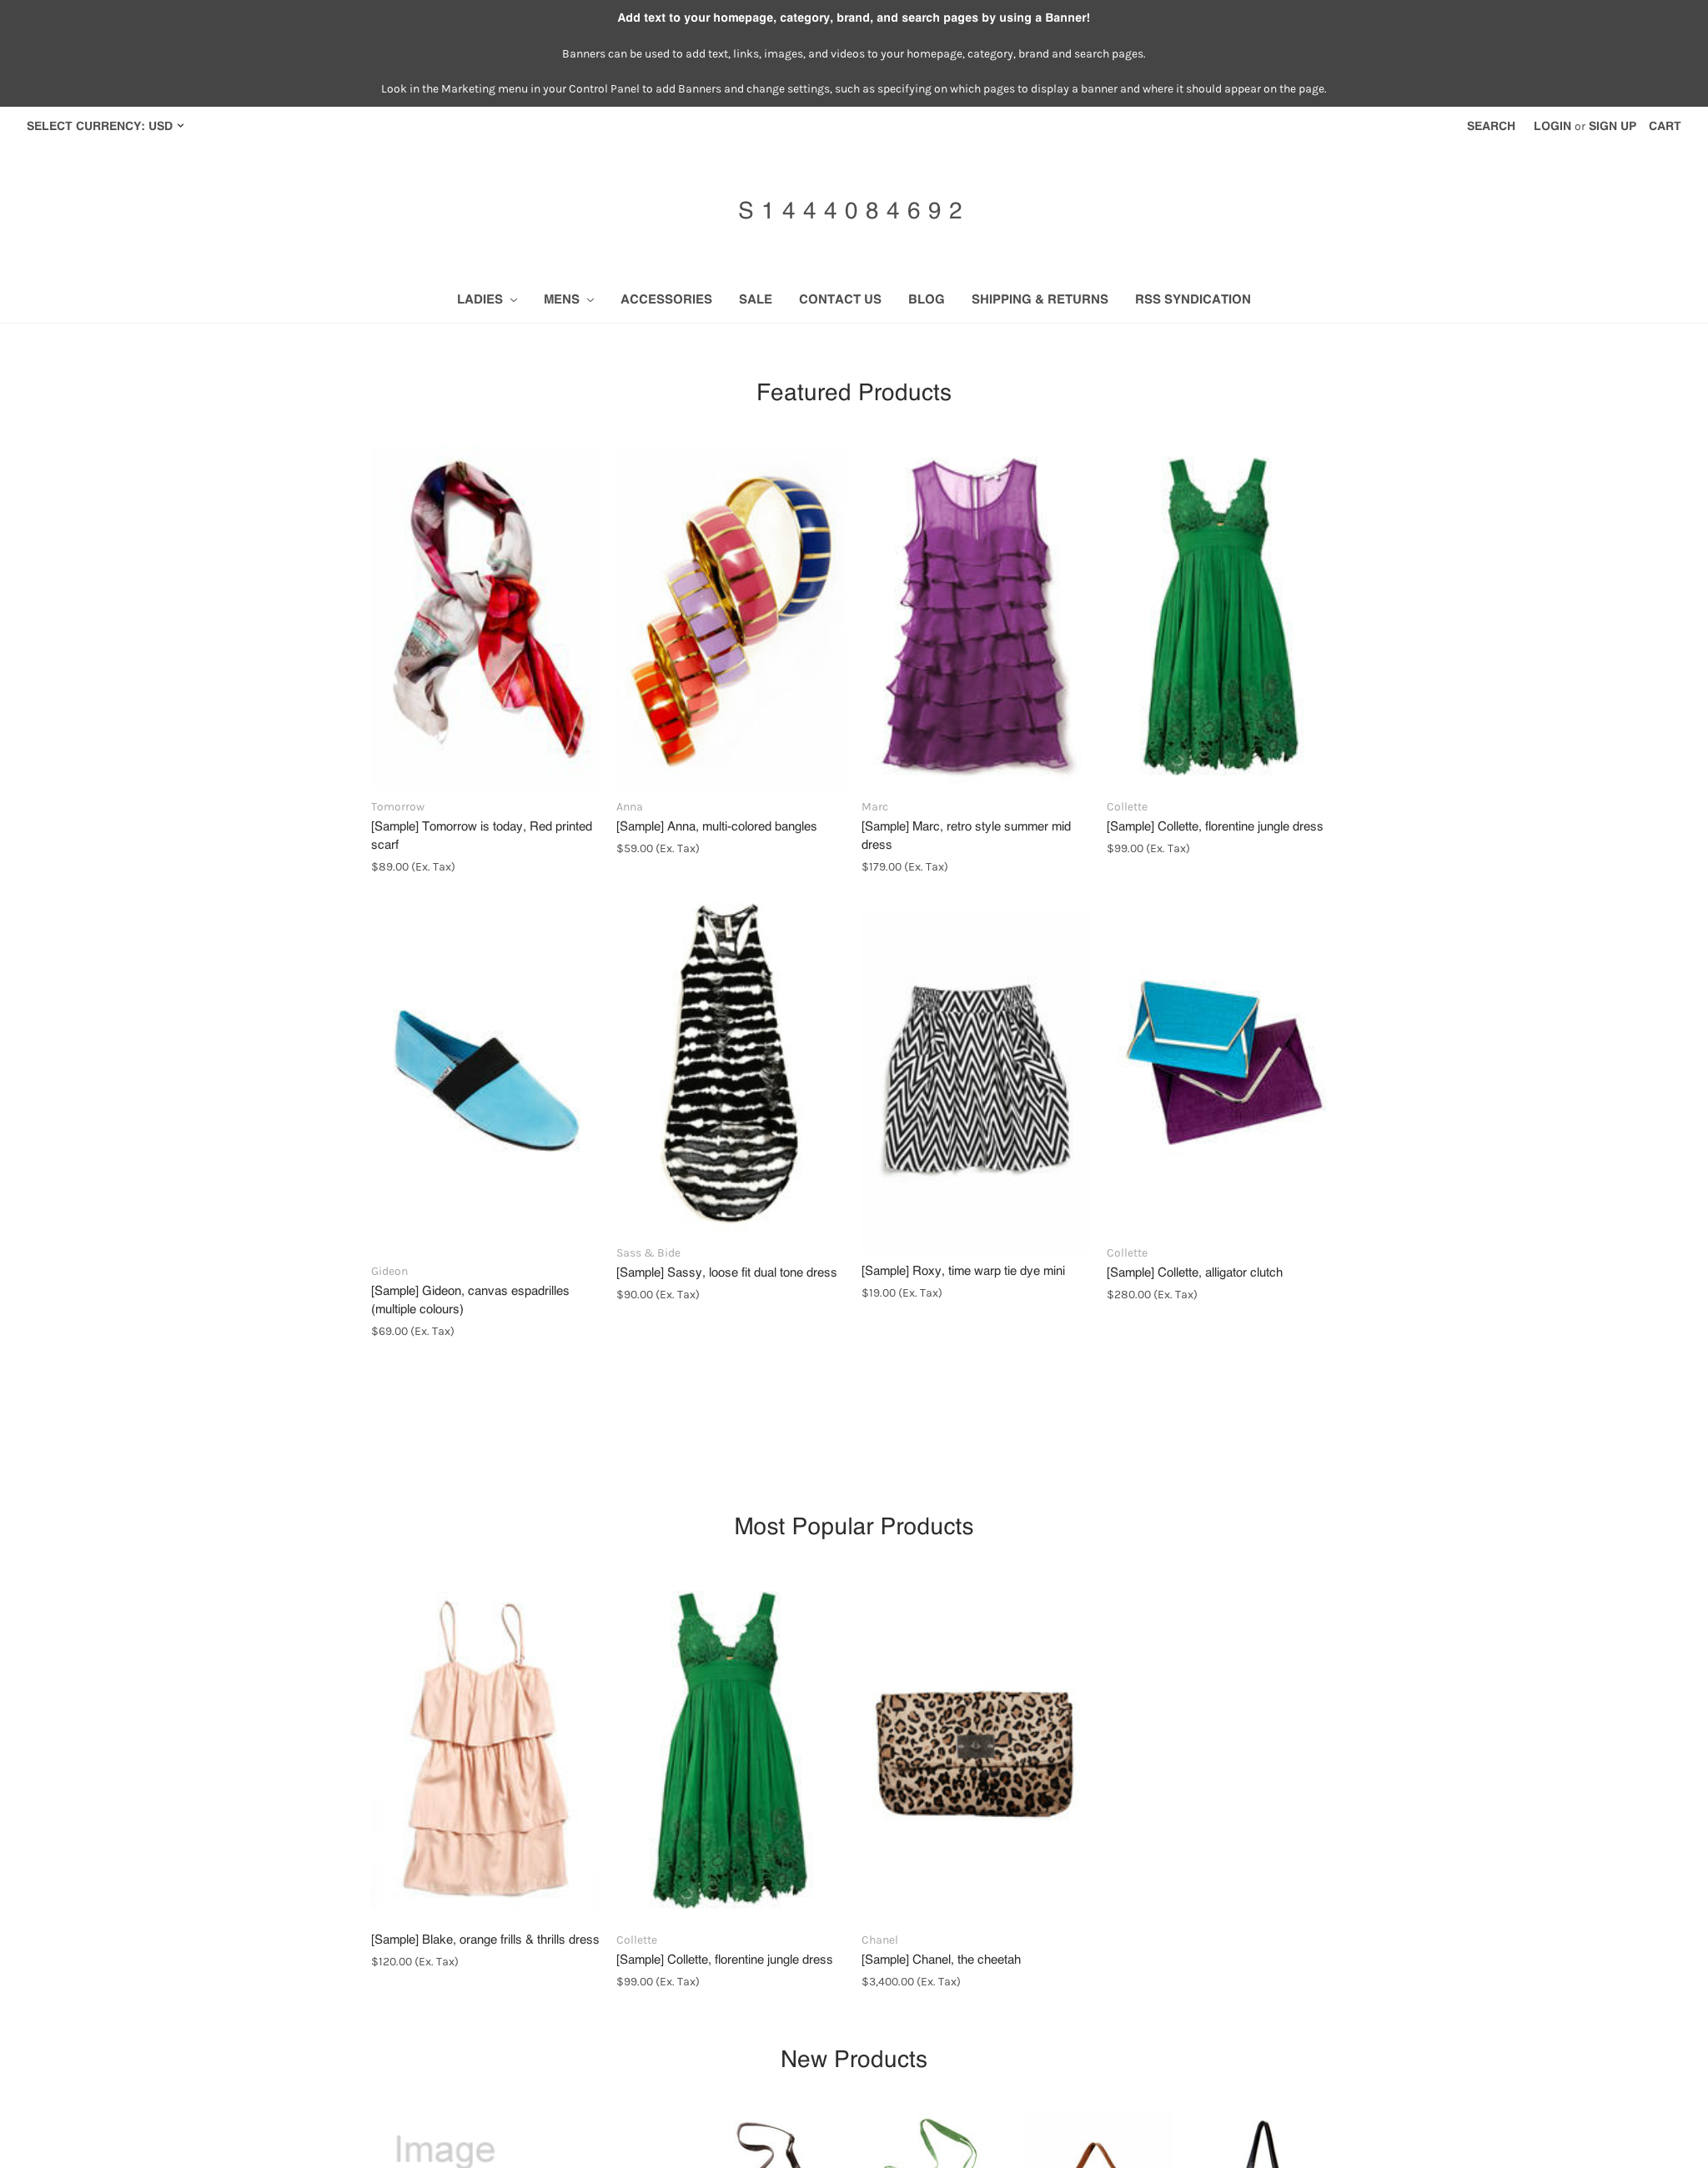 Add text to your homepage, category, brand, and search pages by using a Banner!
Banners can be used to add text, links, images, and videos to your homepage, category, brand and search pages.
Look in the Marketing menu in your Control Panel to add Banners and change settings, such as specifying on which pages to display a banner and where it should appear on the page.
SELECT CURRENCY: USD
SEARCH LOGIN or SIGN UP CART
S1444084692
LADIES MENS ACCESSORIES SALE CONTACT US BLOG SHIPPING & RETURNS RSS SYNDICATION
Featured Products
Tomorrow
[Sample] Tomorrow is today, Red printed
scarf
$89.00 (Ex. Tax)
Anna
[Sample] Anna, multi-colored bangles
$59.00 (Ex. Tax)
Marc
[Sample] Marc, retro style summer mid
dress
$179.00 (Ex. Tax)
Collette
[Sample] Collette, florentine jungle dress
$99.00 (Ex. Tax)
Gideon
[Sample] Gideon, canvas espadrilles
(multiple colours)
$69.00 (Ex. Tax)
Sass & Bide
[Sample] Sassy, loose fit dual tone dress
$90.00 (Ex. Tax)
[Sample] Roxy, time warp tie dye mini
$19.00 (Ex. Tax)
Collette
[Sample] Collette, alligator clutch
$280.00 (Ex. Tax)
Most Popular Products
[Sample] Blake, orange frills & thrills dress
$120.00 (Ex. Tax)
Collette
[Sample] Collette, florentine jungle dress
$99.00 (Ex. Tax)
Chanel
[Sample] Chanel, the cheetah
$3,400.00 (Ex. Tax)
New Products
Image